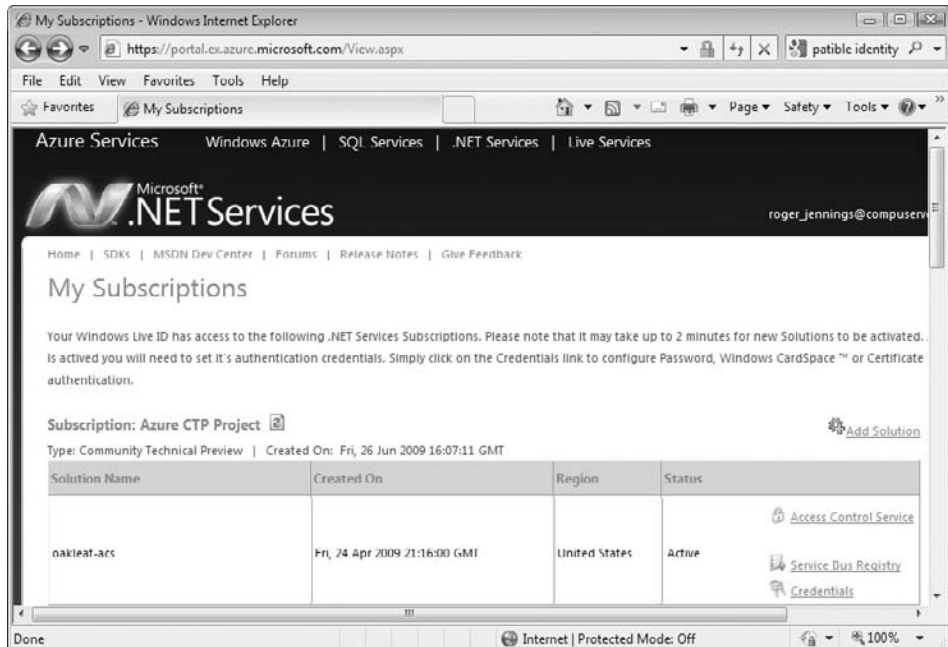 My Subscriptions - Windows Internet Explorer
https://portal.ex.azure.microsoft.com/View.aspx
patible identity
File Edit View Favorites Tools Help
Favorites My Subscriptions Page Safety Tools
Azure Services Windows Azure | SQL Services | .NET Services | Live Services
Microsoft®
.NET Services
roger_jennings@compuserv
Home | SDKs | MSDN Dev Center | Forums | Release Notes | Give Feedback
My Subscriptions
Your Windows Live ID has access to the following .NET Services Subscriptions. Please note that it may take up to 2 minutes for new Solutions to be activated.
is actived you will need to set it's authentication credentials. Simply click on the Credentials link to configure Password, Windows CardSpace ™ or Certificate
authentication.
Subscription: Azure CTP Project
Add Solution
Type: Community Technical Preview | Created On: Fri, 26 Jun 2009 16:07:11 GMT
Solution Name Created On Region Status
Access Control Service
oakleaf-acs Fri, 24 Apr 2009 21:16:00 GMT United States Active
Service Bus Registry
Credentials
Done Internet | Protected Mode: Off 100%